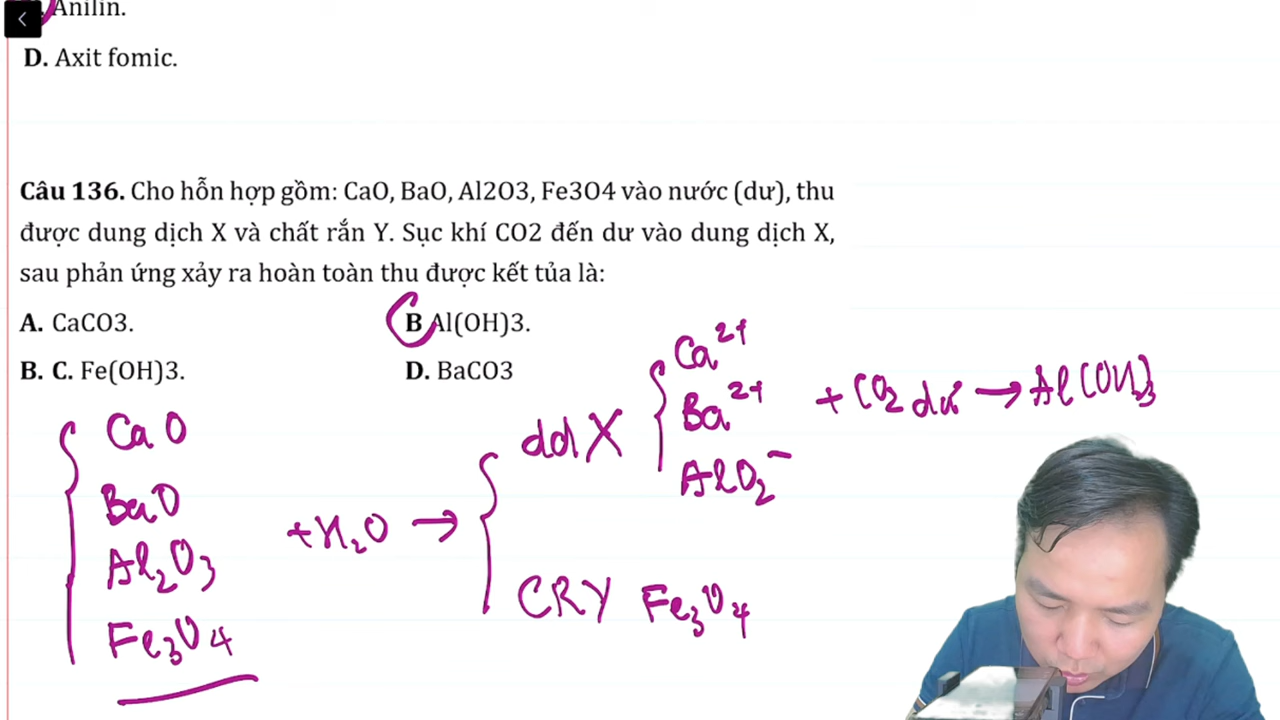 Anilin.
D. Axit fomic.
Câu 136. Cho hỗn hợp gồm: CaO, BaO, Al2O3, Fe3O4 vào nước (dư), thu
được dung dịch X và chất rắn Y. Sục khí CO2 đến dư vào dung dịch X,
sau phản ứng xảy ra hoàn toàn thu được kết tủa là:
A. CaCO3.
B Al(OH)3.
B. C. Fe(OH)3.
D. BaCO3
CaO
BaO
Al₂O₃
Fe₃O₄
+H₂O →
ddX
Ca²⁺
Ba²⁺
AlO₂⁻
+ CO₂ dư → Al(OH)₃
CRY Fe₃O₄